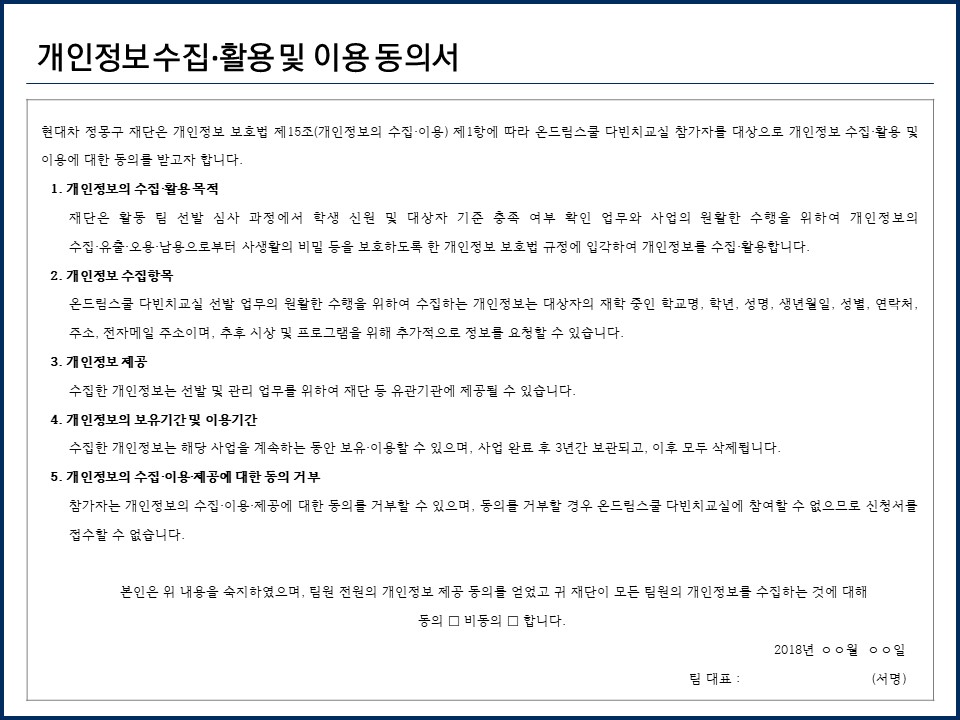 개인정보 수집·활용 및 이용 동의서
현대차 정몽구 재단은 개인정보 보호법 제15조(개인정보의 수집·이용) 제1항에 따라 온드림스쿨 다빈치교실 참가자를 대상으로 개인정보 수집·활용 및
이용에 대한 동의를 받고자 합니다.
1. 개인정보의 수집·활용 목적
재단은 활동 팀 선발 심사 과정에서 학생 신원 및 대상자 기준 충족 여부 확인 업무와 사업의 원활한 수행을 위하여 개인정보의
수집·유출·오용·남용으로부터 사생활의 비밀 등을 보호하도록 한 개인정보 보호법 규정에 입각하여 개인정보를 수집·활용합니다.
2. 개인정보 수집항목
온드림스쿨 다빈치교실 선발 업무의 원활한 수행을 위하여 수집하는 개인정보는 대상자의 재학 중인 학교명, 학년, 성명, 생년월일, 성별, 연락처,
주소, 전자메일 주소이며, 추후 시상 및 프로그램을 위해 추가적으로 정보를 요청할 수 있습니다.
3. 개인정보 제공
수집한 개인정보는 선발 및 관리 업무를 위하여 재단 등 유관기관에 제공될 수 있습니다.
4. 개인정보의 보유기간 및 이용기간
수집한 개인정보는 해당 사업을 계속하는 동안 보유·이용할 수 있으며, 사업 완료 후 3년간 보관되고, 이후 모두 삭제됩니다.
5. 개인정보의 수집·이용·제공에 대한 동의 거부
참가자는 개인정보의 수집·이용·제공에 대한 동의를 거부할 수 있으며, 동의를 거부할 경우 온드림스쿨 다빈치교실에 참여할 수 없으므로 신청서를
접수할 수 없습니다.
본인은 위 내용을 숙지하였으며, 팀원 전원의 개인정보 제공 동의를 얻었고 귀 재단이 모든 팀원의 개인정보를 수집하는 것에 대해
동의 □ 비동의 □ 합니다.
2018년 ㅇㅇ월 ㅇㅇ일
팀 대표 : (서명)